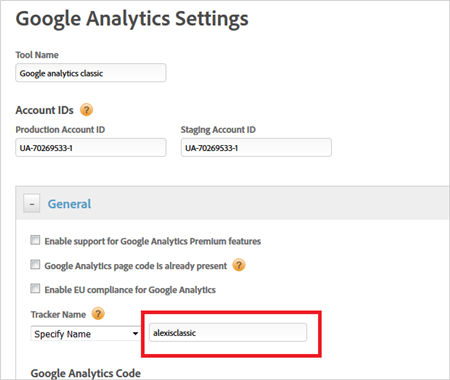 Google Analytics Settings
Tool Name
Google analytics classic
Account IDs ?
Production Account ID Staging Account ID
UA-70269533-1 UA-70269533-1
- General
Enable support for Google Analytics Premium features
Google Analytics page code is already present ?
Enable EU compliance for Google Analytics
Tracker Name ?
Specify Name alexisclassic
Google Analytics Code